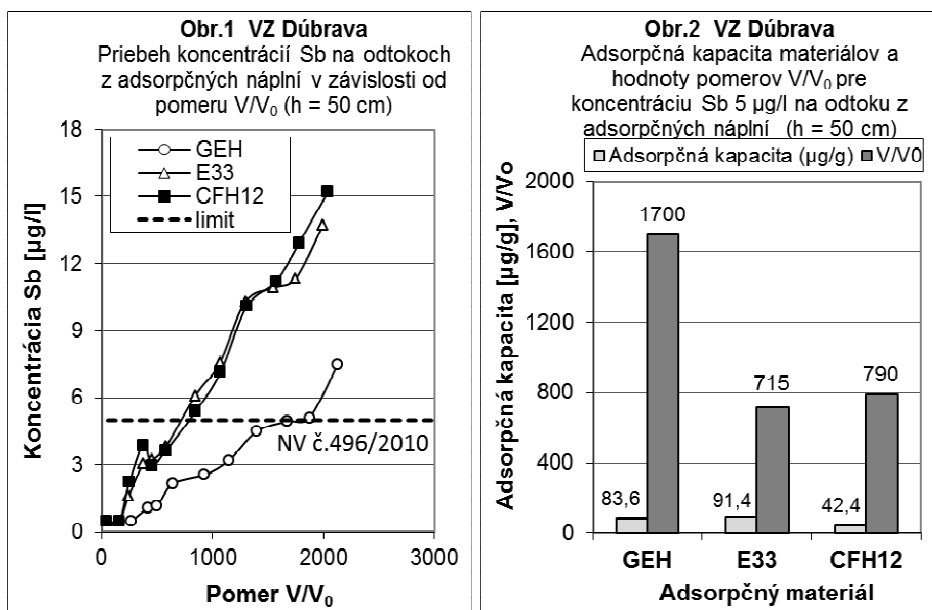 Obr.1 VZ Dúbrava
Priebeh koncentrácií Sb na odtokoch
z adsorpčných náplní v závislosti od
pomeru V/V₀ (h = 50 cm)
18
15
12
9
6
3
0
Koncentrácia Sb [µg/l]
GEH
E33
CFH12
limit
NV č.496/2010
0
1000
2000
3000
Pomer V/V₀
Obr.2 VZ Dúbrava
Adsorpčná kapacita materiálov a
hodnoty pomerov V/V₀ pre
koncentráciu Sb 5 µg/l na odtoku z
adsorpčných náplní (h = 50 cm)
Adsorpčná kapacita (µg/g)
V/V0
2000
1600
1200
800
400
0
Adsorpčná kapacita [µg/g], V/Vo
1700
715
790
83,6
91,4
42,4
GEH
E33
CFH12
Adsorpčný materiál